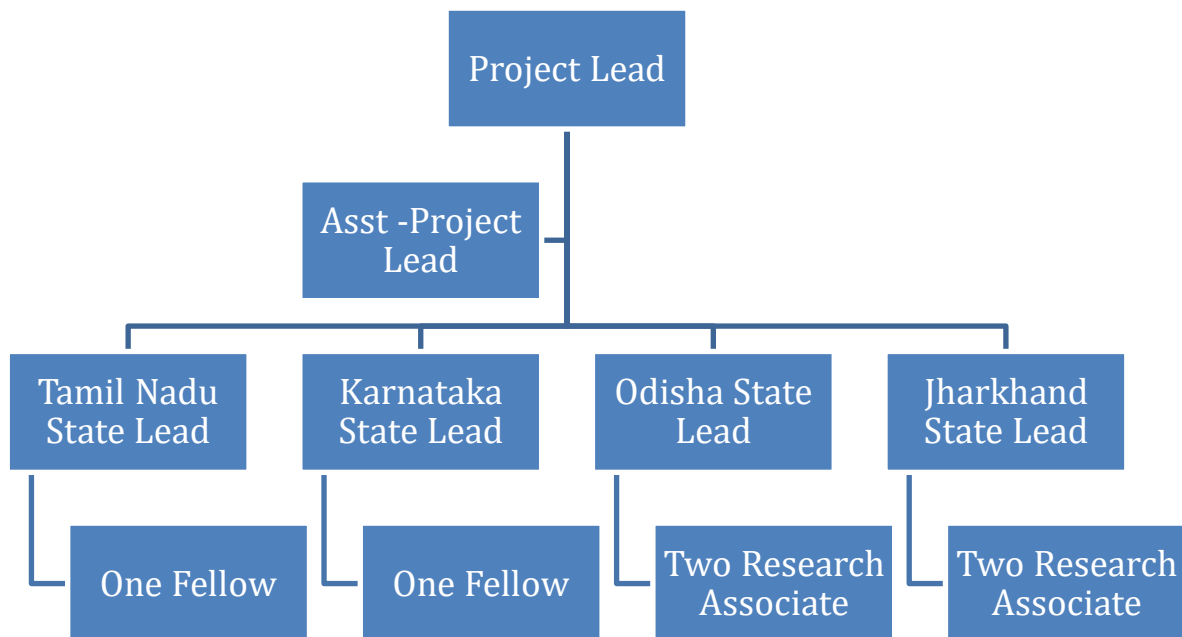 Project Lead
Asst -Project
Lead
Tamil Nadu
State Lead
Karnataka
State Lead
Odisha State
Lead
Jharkhand
State Lead
One Fellow
One Fellow
Two Research
Associate
Two Research
Associate